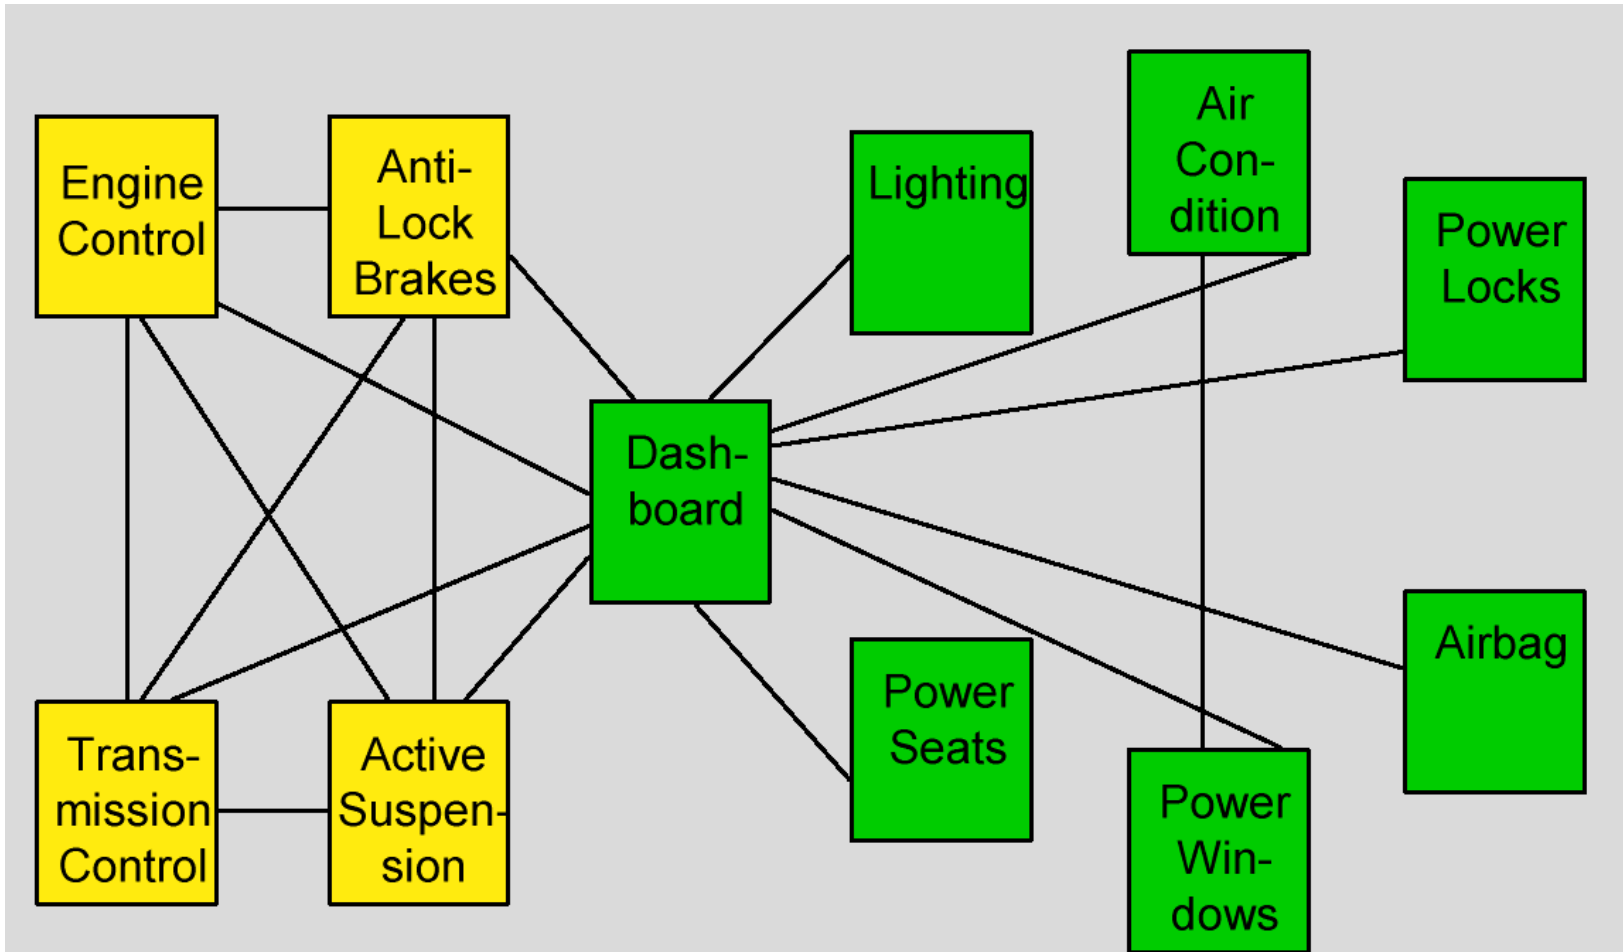 Engine
Control
Anti-
Lock
Brakes
Lighting
Air
Con-
dition
Power
Locks
Dash-
board
Trans-
mission
Control
Active
Suspen-
sion
Power
Seats
Power
Win-
dows
Airbag